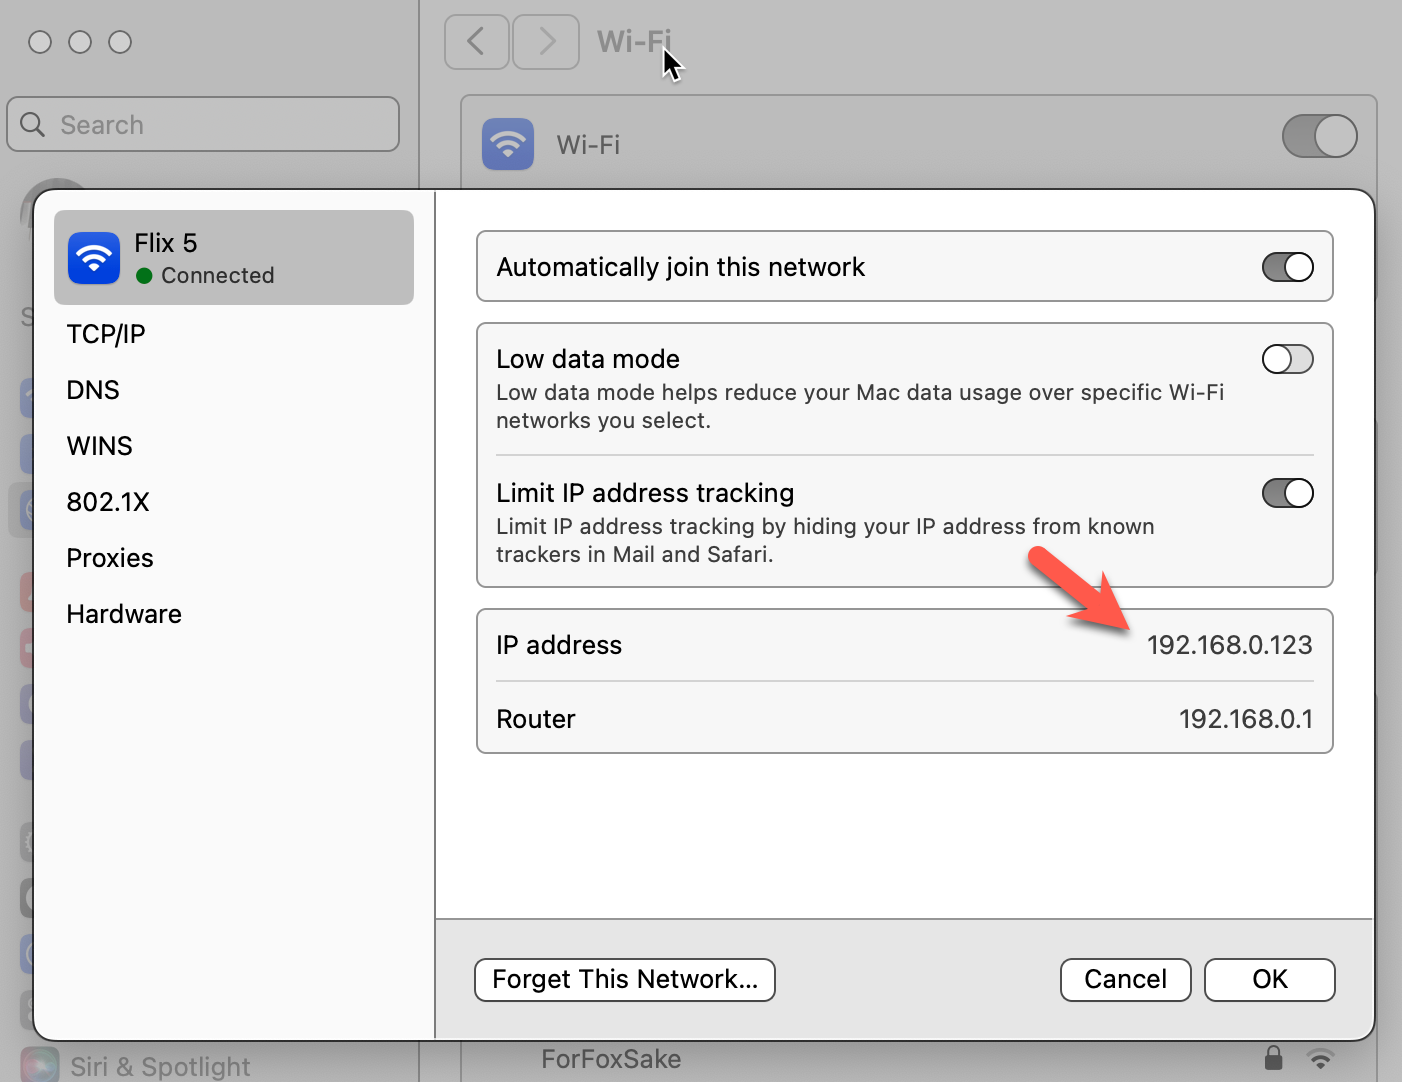 Wi-Fi
Search
Wi-Fi
Flix 5
Connected
TCP/IP
DNS
WINS
802.1X
Proxies
Hardware
Automatically join this network
Low data mode
Low data mode helps reduce your Mac data usage over specific Wi-Fi
networks you select.
Limit IP address tracking
Limit IP address tracking by hiding your IP address from known
trackers in Mail and Safari.
IP address
192.168.0.123
Router
192.168.0.1
Forget This Network...
Cancel
OK
Siri & Spotlight
ForFoxSake